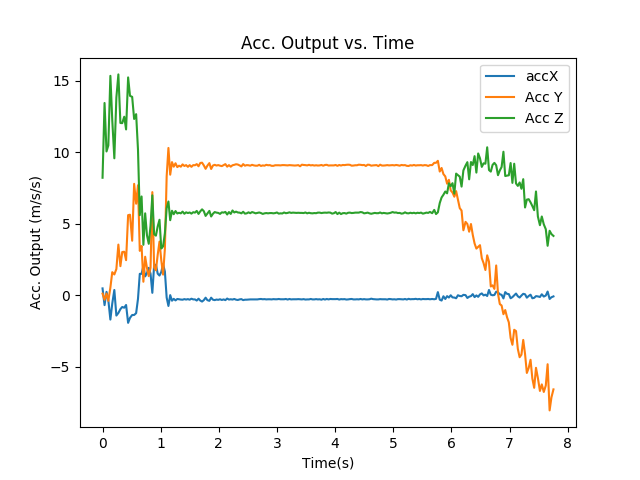 Acc. Output vs. Time
accX
Acc Y
Acc Z
Acc. Output (m/s/s)
15
10
5
0
−5
0 1 2 3 4 5 6 7 8
Time(s)